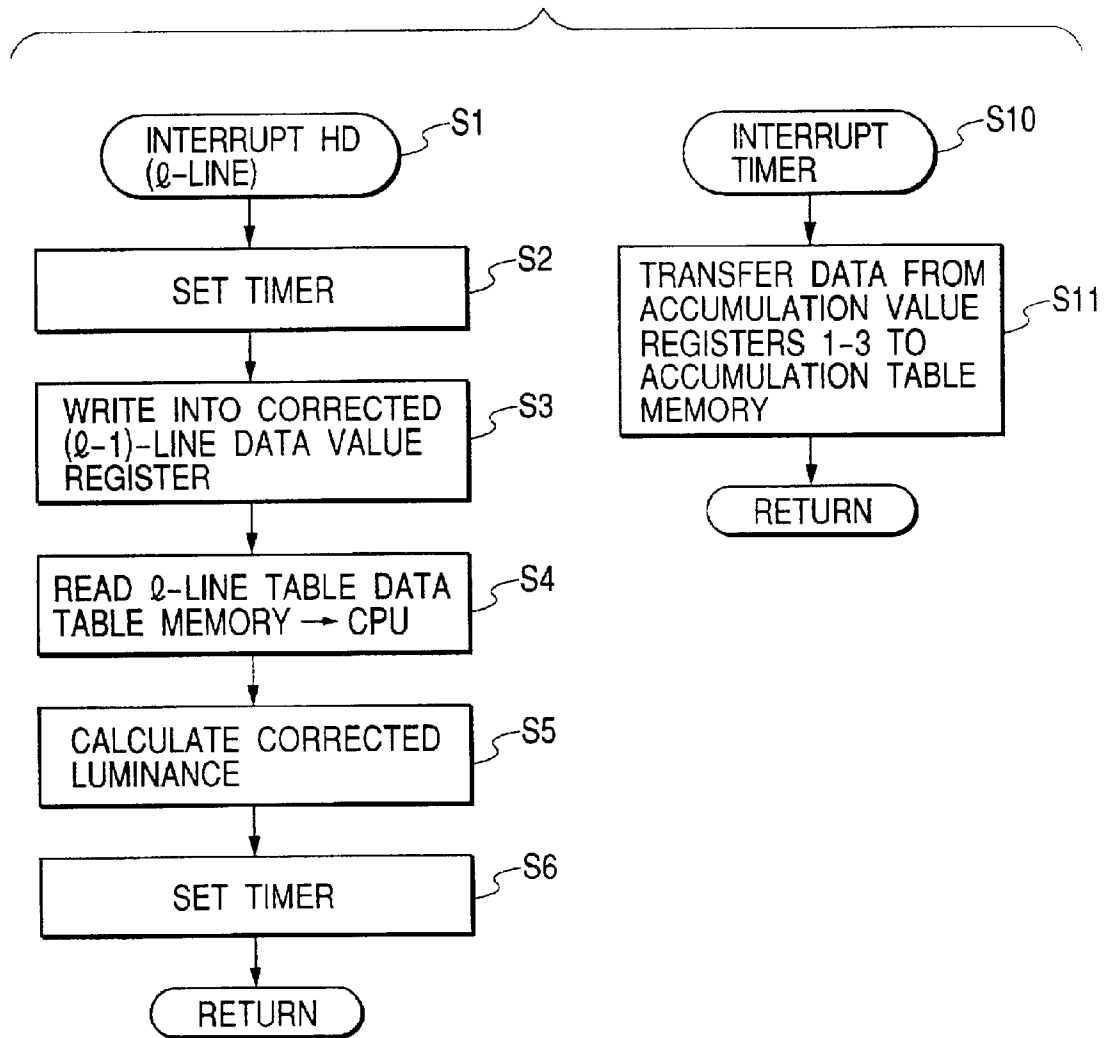 INTERRUPT HD
(ℓ-LINE)
S1
SET TIMER
S2
WRITE INTO CORRECTED
(ℓ-1)-LINE DATA VALUE
REGISTER
S3
READ ℓ-LINE TABLE DATA
TABLE MEMORY → CPU
S4
CALCULATE CORRECTED
LUMINANCE
S5
SET TIMER
S6
RETURN
INTERRUPT
TIMER
S10
TRANSFER DATA FROM
ACCUMULATION VALUE
REGISTERS 1-3 TO
ACCUMULATION TABLE
MEMORY
S11
RETURN